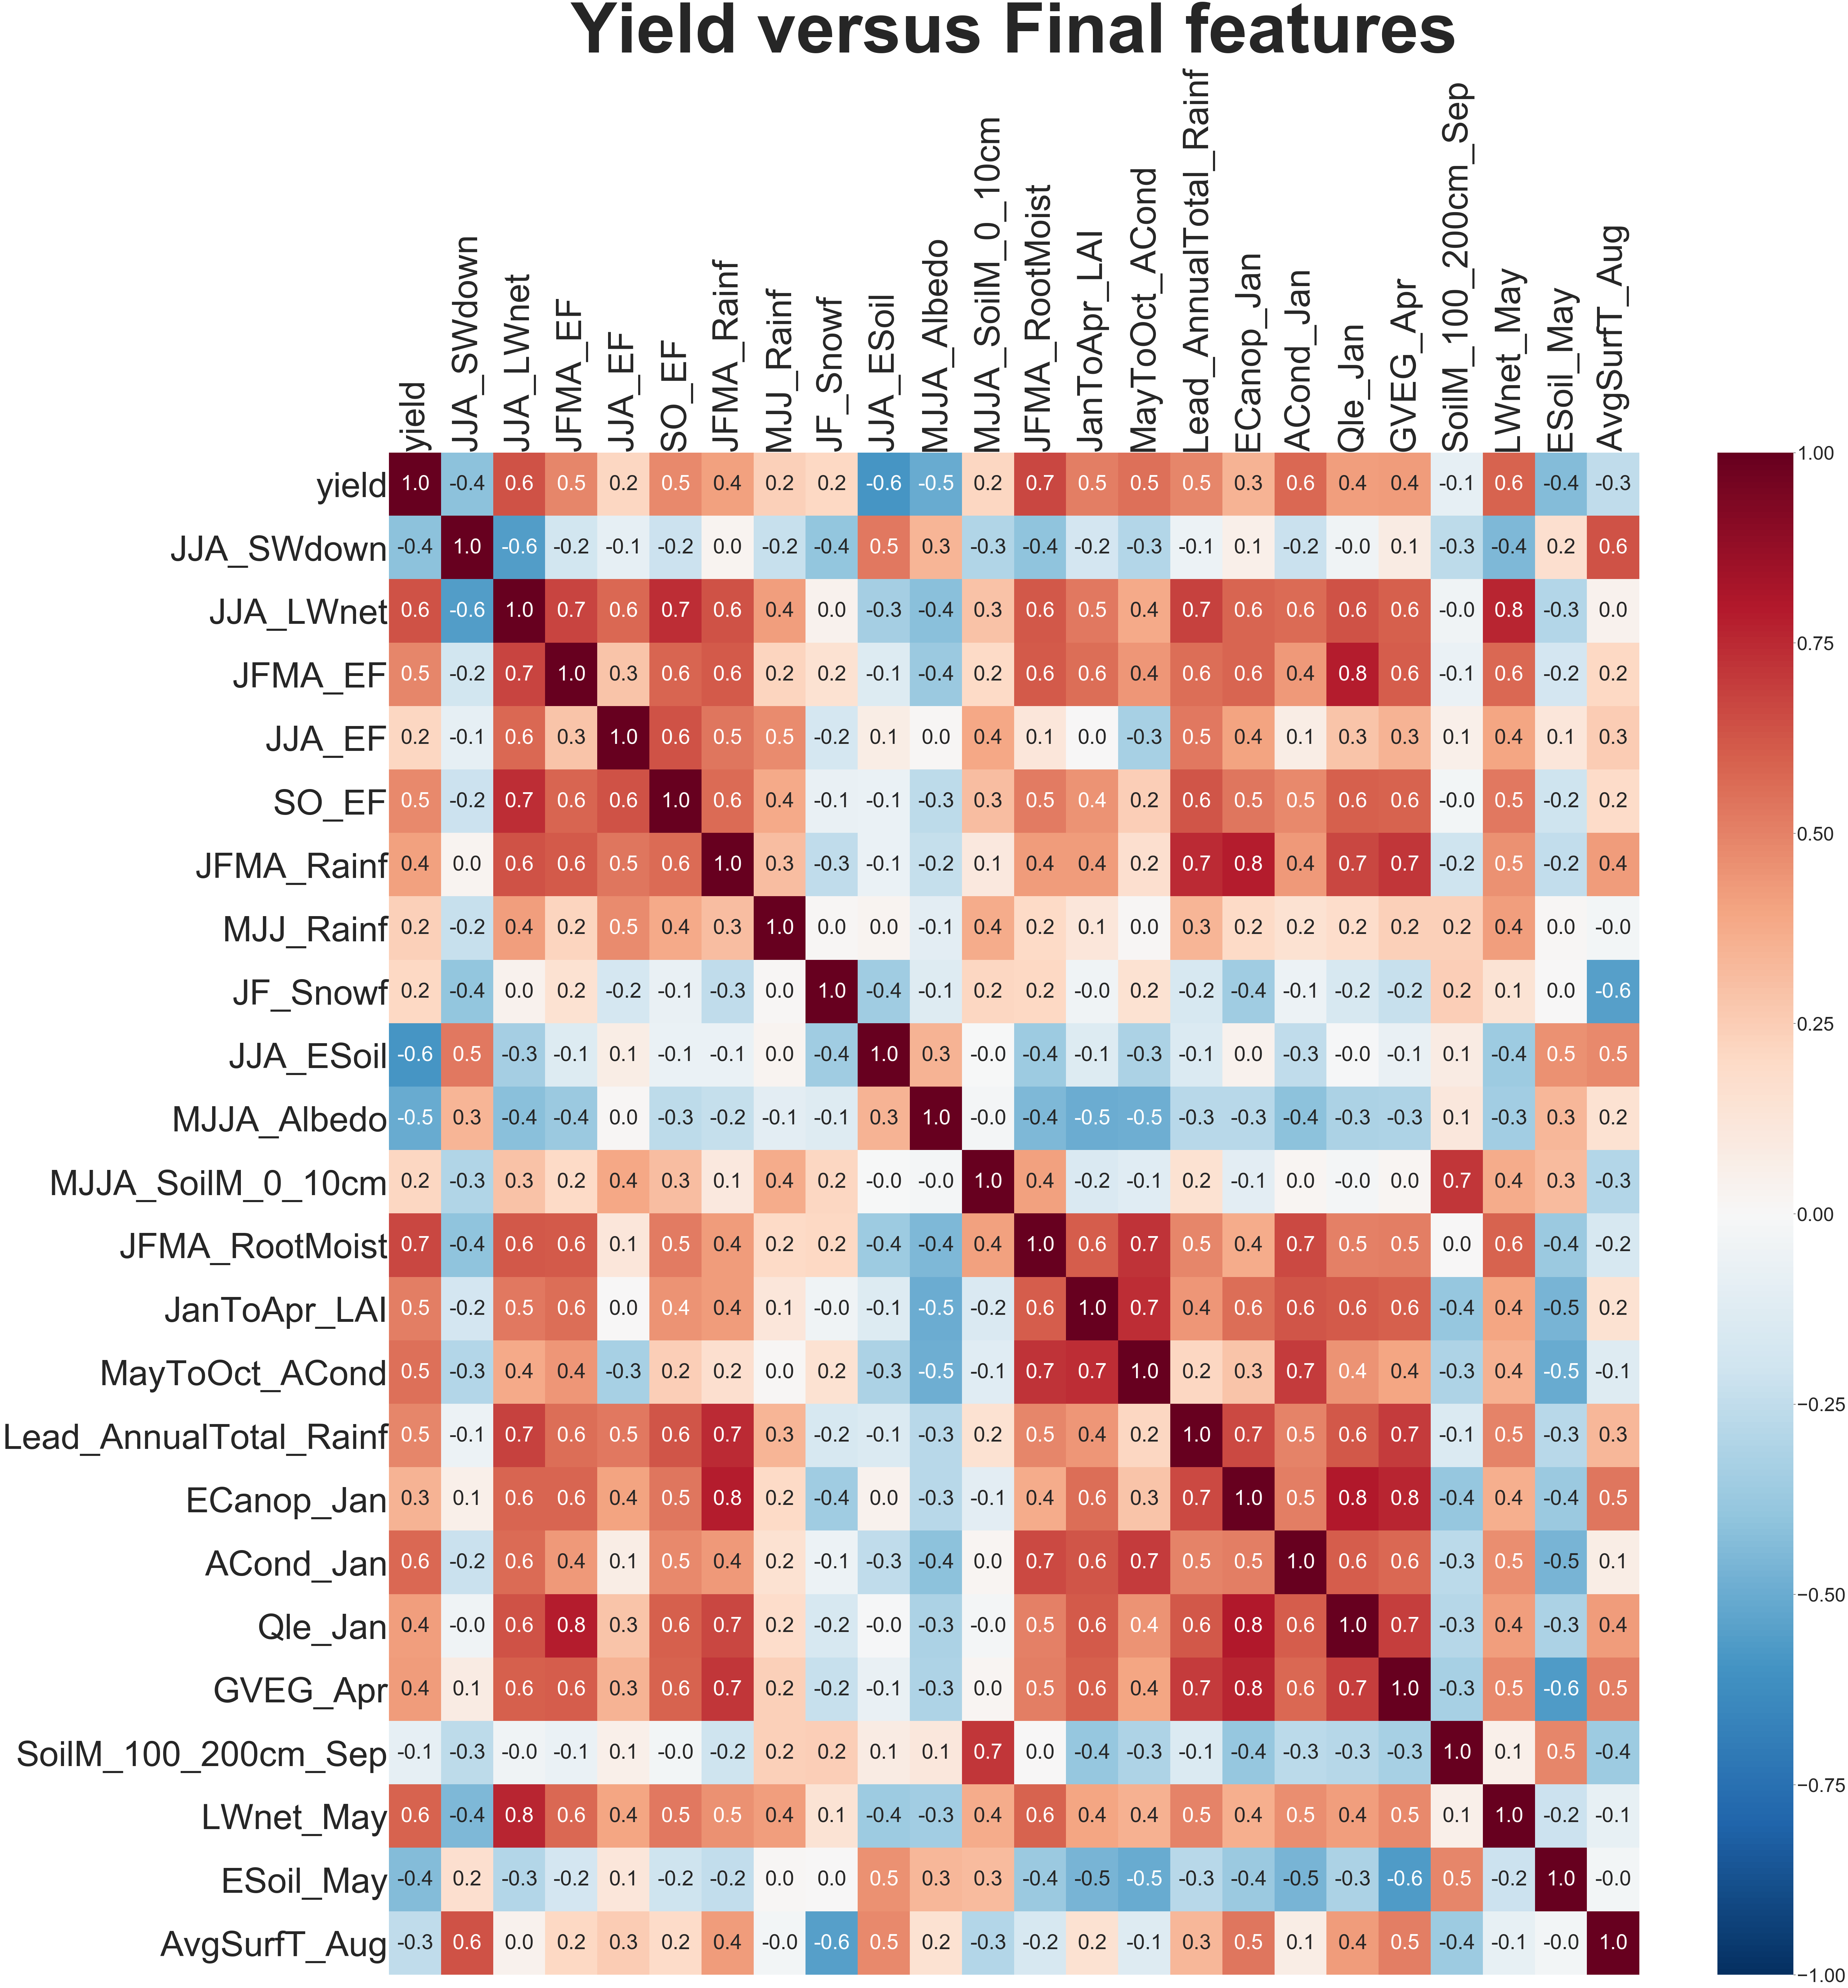 Yield versus Final features
yield JJA_SWdown JJA_LWnet JFMA_EF JJA_EF SO_EF JFMA_Rainf MJJ_Rainf JF_Snowf JJA_ESoil MJJA_Albedo MJJA_SoilM_0_10cm JFMA_RootMoist JanToApr_LAI MayToOct_ACond Lead_AnnualTotal_Rainf ECanop_Jan ACond_Jan Qle_Jan GVEG_Apr SoilM_100_200cm_Sep LWnet_May ESoil_May AvgSurfT_Aug
yield 1.0 -0.4 0.6 0.5 0.2 0.5 0.4 0.2 0.2 -0.6 -0.5 0.2 0.7 0.5 0.5 0.5 0.3 0.6 0.4 0.4 -0.1 0.6 -0.4 -0.3
JJA_SWdown -0.4 1.0 -0.6 -0.2 -0.1 -0.2 0.0 -0.2 -0.4 0.5 0.3 -0.3 -0.4 -0.2 -0.3 -0.1 0.1 -0.2 -0.0 0.1 -0.3 -0.4 0.2 0.6
JJA_LWnet 0.6 -0.6 1.0 0.7 0.6 0.7 0.6 0.4 0.0 -0.3 -0.4 0.3 0.6 0.5 0.4 0.7 0.6 0.6 0.6 0.6 -0.0 0.8 -0.3 0.0
JFMA_EF 0.5 -0.2 0.7 1.0 0.3 0.6 0.6 0.2 0.2 -0.1 -0.4 0.2 0.6 0.6 0.4 0.6 0.6 0.4 0.8 0.6 -0.1 0.6 -0.2 0.2
JJA_EF 0.2 -0.1 0.6 0.3 1.0 0.6 0.5 0.5 -0.2 0.1 0.0 0.4 0.1 0.0 -0.3 0.5 0.4 0.1 0.3 0.3 0.1 0.4 0.1 0.3
SO_EF 0.5 -0.2 0.7 0.6 0.6 1.0 0.6 0.4 -0.1 -0.1 -0.3 0.3 0.5 0.4 0.2 0.6 0.5 0.5 0.6 0.6 -0.0 0.5 -0.2 0.2
JFMA_Rainf 0.4 0.0 0.6 0.6 0.5 0.6 1.0 0.3 -0.3 -0.1 -0.2 0.1 0.4 0.4 0.2 0.7 0.8 0.4 0.7 0.7 -0.2 0.5 -0.2 0.4
MJJ_Rainf 0.2 -0.2 0.4 0.2 0.5 0.4 0.3 1.0 0.0 0.0 -0.1 0.4 0.2 0.1 0.0 0.3 0.2 0.2 0.2 0.2 0.2 0.4 0.0 -0.0
JF_Snowf 0.2 -0.4 0.0 0.2 -0.2 -0.1 -0.3 0.0 1.0 -0.4 -0.1 0.2 0.2 -0.0 0.2 -0.2 -0.4 -0.1 -0.2 -0.2 0.2 0.1 0.0 -0.6
JJA_ESoil -0.6 0.5 -0.3 -0.1 0.1 -0.1 -0.1 0.0 -0.4 1.0 0.3 -0.0 -0.4 -0.1 -0.3 -0.1 0.0 -0.3 -0.0 -0.1 0.1 -0.4 0.5 0.5
MJJA_Albedo -0.5 0.3 -0.4 -0.4 0.0 -0.3 -0.2 -0.1 -0.1 0.3 1.0 -0.0 -0.4 -0.5 -0.5 -0.3 -0.3 -0.4 -0.3 -0.3 0.1 -0.3 0.3 0.2
MJJA_SoilM_0_10cm 0.2 -0.3 0.3 0.2 0.4 0.3 0.1 0.4 0.2 -0.0 -0.0 1.0 0.4 -0.2 -0.1 0.2 -0.1 0.0 -0.0 0.0 0.7 0.4 0.3 -0.3
JFMA_RootMoist 0.7 -0.4 0.6 0.6 0.1 0.5 0.4 0.2 0.2 -0.4 -0.4 0.4 1.0 0.6 0.7 0.5 0.4 0.7 0.5 0.5 0.0 0.6 -0.4 -0.2
JanToApr_LAI 0.5 -0.2 0.5 0.6 0.0 0.4 0.4 0.1 -0.0 -0.1 -0.5 -0.2 0.6 1.0 0.7 0.4 0.6 0.6 0.6 0.6 -0.4 0.4 -0.5 0.2
MayToOct_ACond 0.5 -0.3 0.4 0.4 -0.3 0.2 0.2 0.0 0.2 -0.3 -0.5 -0.1 0.7 0.7 1.0 0.2 0.3 0.7 0.4 0.4 -0.3 0.4 -0.5 -0.1
Lead_AnnualTotal_Rainf 0.5 -0.1 0.7 0.6 0.5 0.6 0.7 0.3 -0.2 -0.1 -0.3 0.2 0.5 0.4 0.2 1.0 0.7 0.5 0.6 0.7 -0.1 0.5 -0.3 0.3
ECanop_Jan 0.3 0.1 0.6 0.6 0.4 0.5 0.8 0.2 -0.4 0.0 -0.3 -0.1 0.4 0.6 0.3 0.7 1.0 0.5 0.8 0.8 -0.4 0.4 -0.4 0.5
ACond_Jan 0.6 -0.2 0.6 0.4 0.1 0.5 0.4 0.2 -0.1 -0.3 -0.4 0.0 0.7 0.6 0.7 0.5 0.5 1.0 0.6 0.6 -0.3 0.5 -0.5 0.1
Qle_Jan 0.4 -0.0 0.6 0.8 0.3 0.6 0.7 0.2 -0.2 -0.0 -0.3 -0.0 0.5 0.6 0.4 0.6 0.8 0.6 1.0 0.7 -0.3 0.4 -0.3 0.4
GVEG_Apr 0.4 0.1 0.6 0.6 0.3 0.6 0.7 0.2 -0.2 -0.1 -0.3 0.0 0.5 0.6 0.4 0.7 0.8 0.6 0.7 1.0 -0.3 0.5 -0.6 0.5
SoilM_100_200cm_Sep -0.1 -0.3 -0.0 -0.1 0.1 -0.0 -0.2 0.2 0.2 0.1 0.1 0.7 0.0 -0.4 -0.3 -0.1 -0.4 -0.3 -0.3 -0.3 1.0 0.1 0.5 -0.4
LWnet_May 0.6 -0.4 0.8 0.6 0.4 0.5 0.5 0.4 0.1 -0.4 -0.3 0.4 0.6 0.4 0.4 0.5 0.4 0.5 0.4 0.5 0.1 1.0 -0.2 -0.1
ESoil_May -0.4 0.2 -0.3 -0.2 0.1 -0.2 -0.2 0.0 0.0 0.5 0.3 0.3 -0.4 -0.5 -0.5 -0.3 -0.4 -0.5 -0.3 -0.6 0.5 -0.2 1.0 -0.0
AvgSurfT_Aug -0.3 0.6 0.0 0.2 0.3 0.2 0.4 -0.0 -0.6 0.5 0.2 -0.3 -0.2 0.2 -0.1 0.3 0.5 0.1 0.4 0.5 -0.4 -0.1 -0.0 1.0
1.00
0.75
0.50
0.25
0.00
−0.25
−0.50
−0.75
−1.00